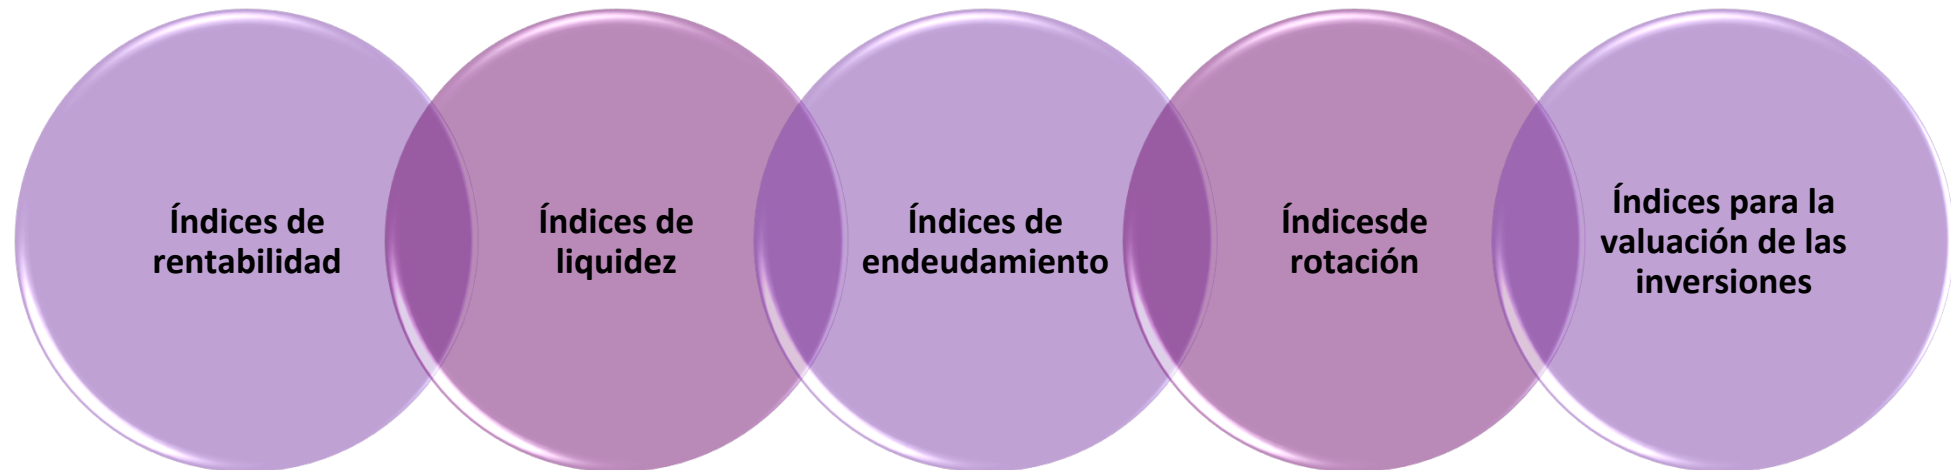 Índices de
rentabilidad
Índices de
liquidez
Índices de
endeudamiento
Índicesde
rotación
Índices para la
valuación de las
inversiones